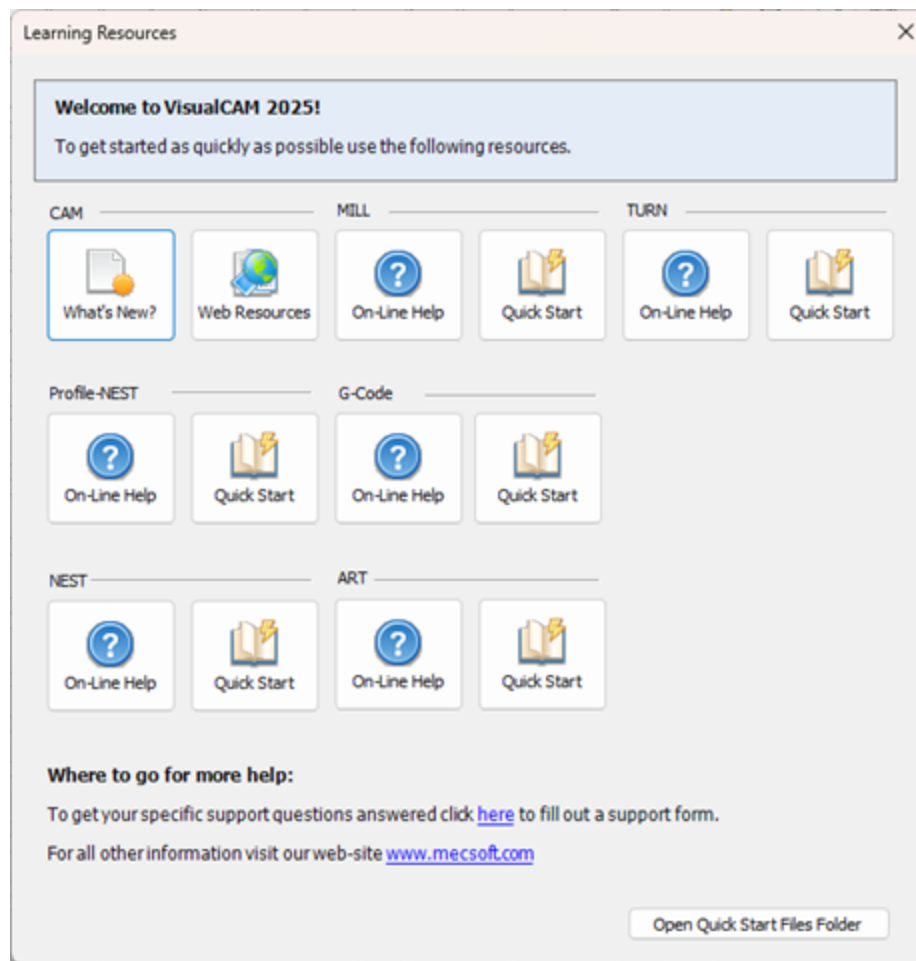 Learning Resources
Welcome to VisualCAM 2025!
To get started as quickly as possible use the following resources.
CAM
MILL
TURN
What's New?
Web Resources
On-Line Help
Quick Start
On-Line Help
Quick Start
Profile-NEST
G-Code
On-Line Help
Quick Start
On-Line Help
Quick Start
NEST
ART
On-Line Help
Quick Start
On-Line Help
Quick Start
Where to go for more help:
To get your specific support questions answered click here to fill out a support form.
For all other information visit our web-site www.mecsoft.com
Open Quick Start Files Folder